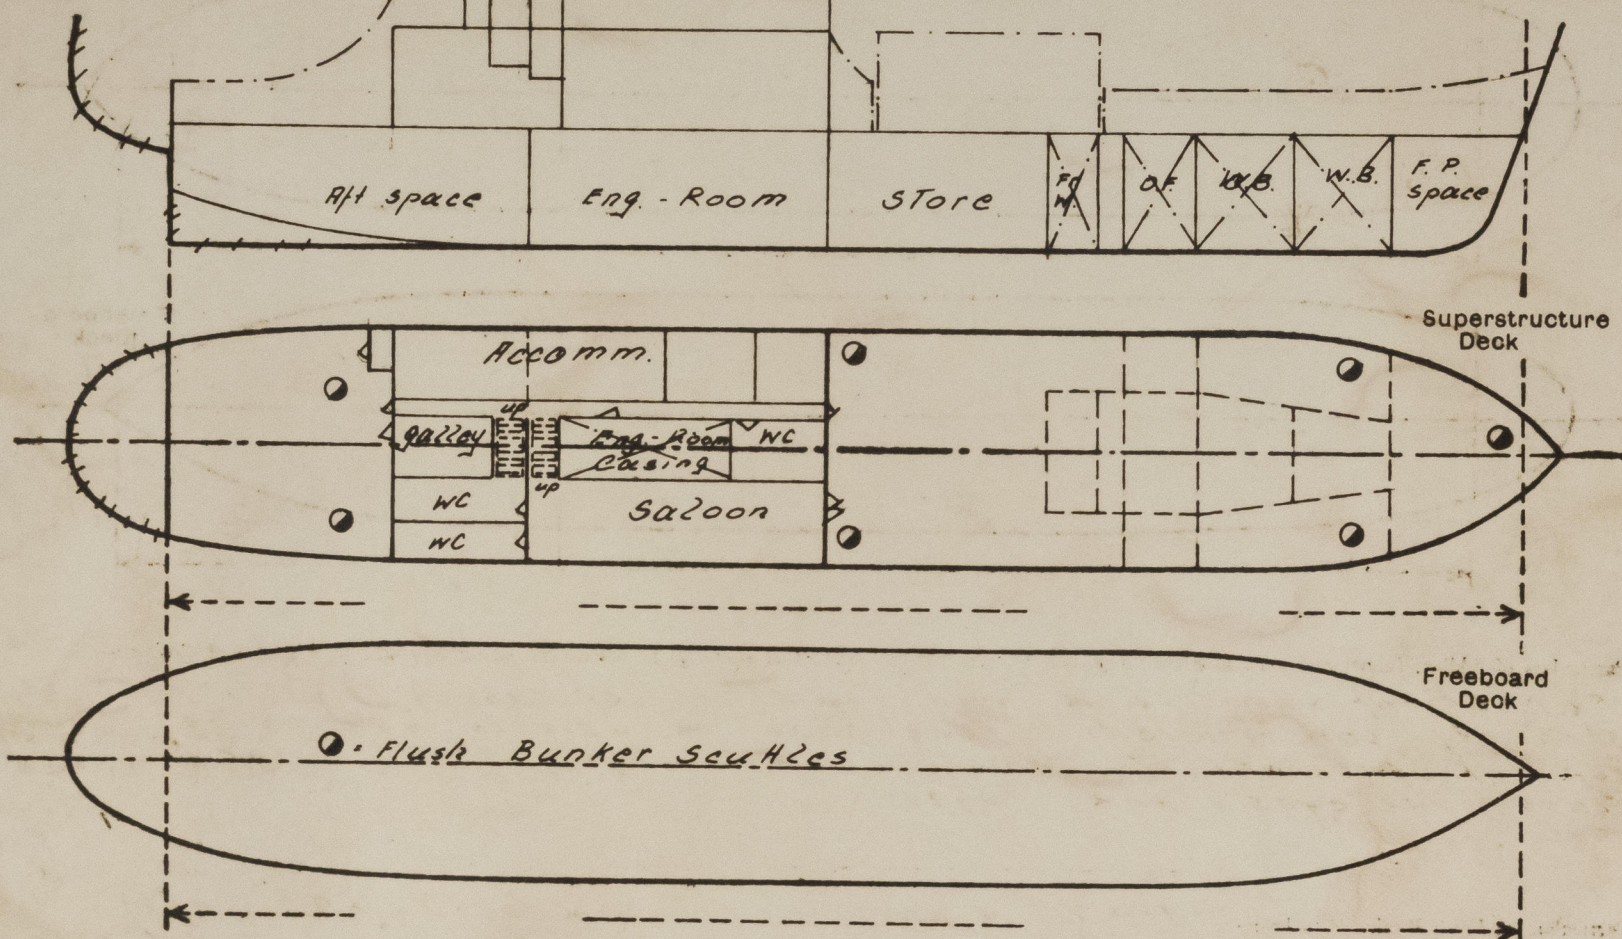 Aft space
Eng.-Room
STore
Fr
W.
O.F.
W.B.
W.B.
F.P.
space
Superstructure
Deck
Accomm.
up
galley
Eng.-Room
Casing
WC
up
WC
Saloon
WC
Freeboard
Deck
= Flush Bunker Scuttles